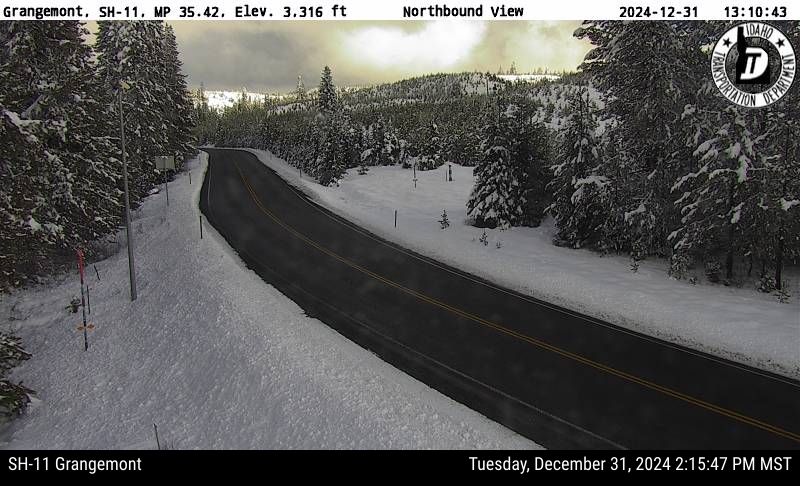 Grangemont, SH-11, MP 35.42, Elev. 3,316 ft Northbound View 2024-12-31 13:10:43
IDAHO
TRANSPORTATION DEPARTMENT
SH-11 Grangemont Tuesday, December 31, 2024 2:15:47 PM MST